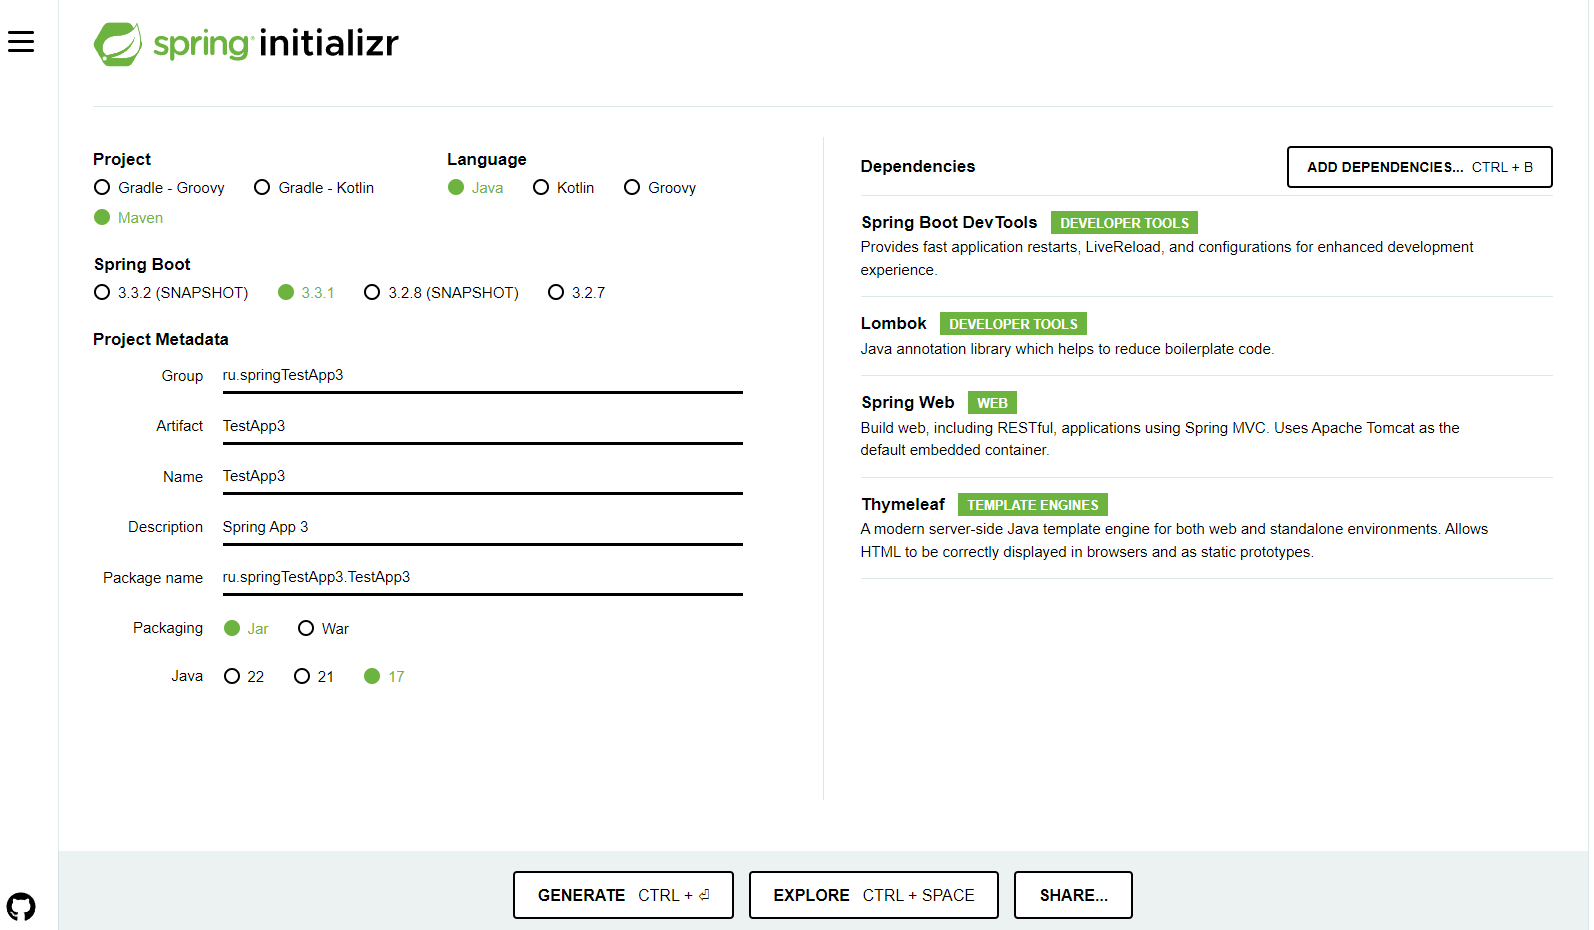 spring initializr
Project
Gradle - Groovy
Gradle - Kotlin
Maven
Language
Java
Kotlin
Groovy
Spring Boot
3.3.2 (SNAPSHOT)
3.3.1
3.2.8 (SNAPSHOT)
3.2.7
Project Metadata
Group ru.springTestApp3
Artifact TestApp3
Name TestApp3
Description Spring App 3
Package name ru.springTestApp3.TestApp3
Packaging Jar War
Java 22 21 17
Dependencies
ADD DEPENDENCIES... CTRL + B
Spring Boot DevTools DEVELOPER TOOLS
Provides fast application restarts, LiveReload, and configurations for enhanced development
experience.
Lombok DEVELOPER TOOLS
Java annotation library which helps to reduce boilerplate code.
Spring Web WEB
Build web, including RESTful, applications using Spring MVC. Uses Apache Tomcat as the
default embedded container.
Thymeleaf TEMPLATE ENGINES
A modern server-side Java template engine for both web and standalone environments. Allows
HTML to be correctly displayed in browsers and as static prototypes.
GENERATE CTRL + ⏎
EXPLORE CTRL + SPACE
SHARE...